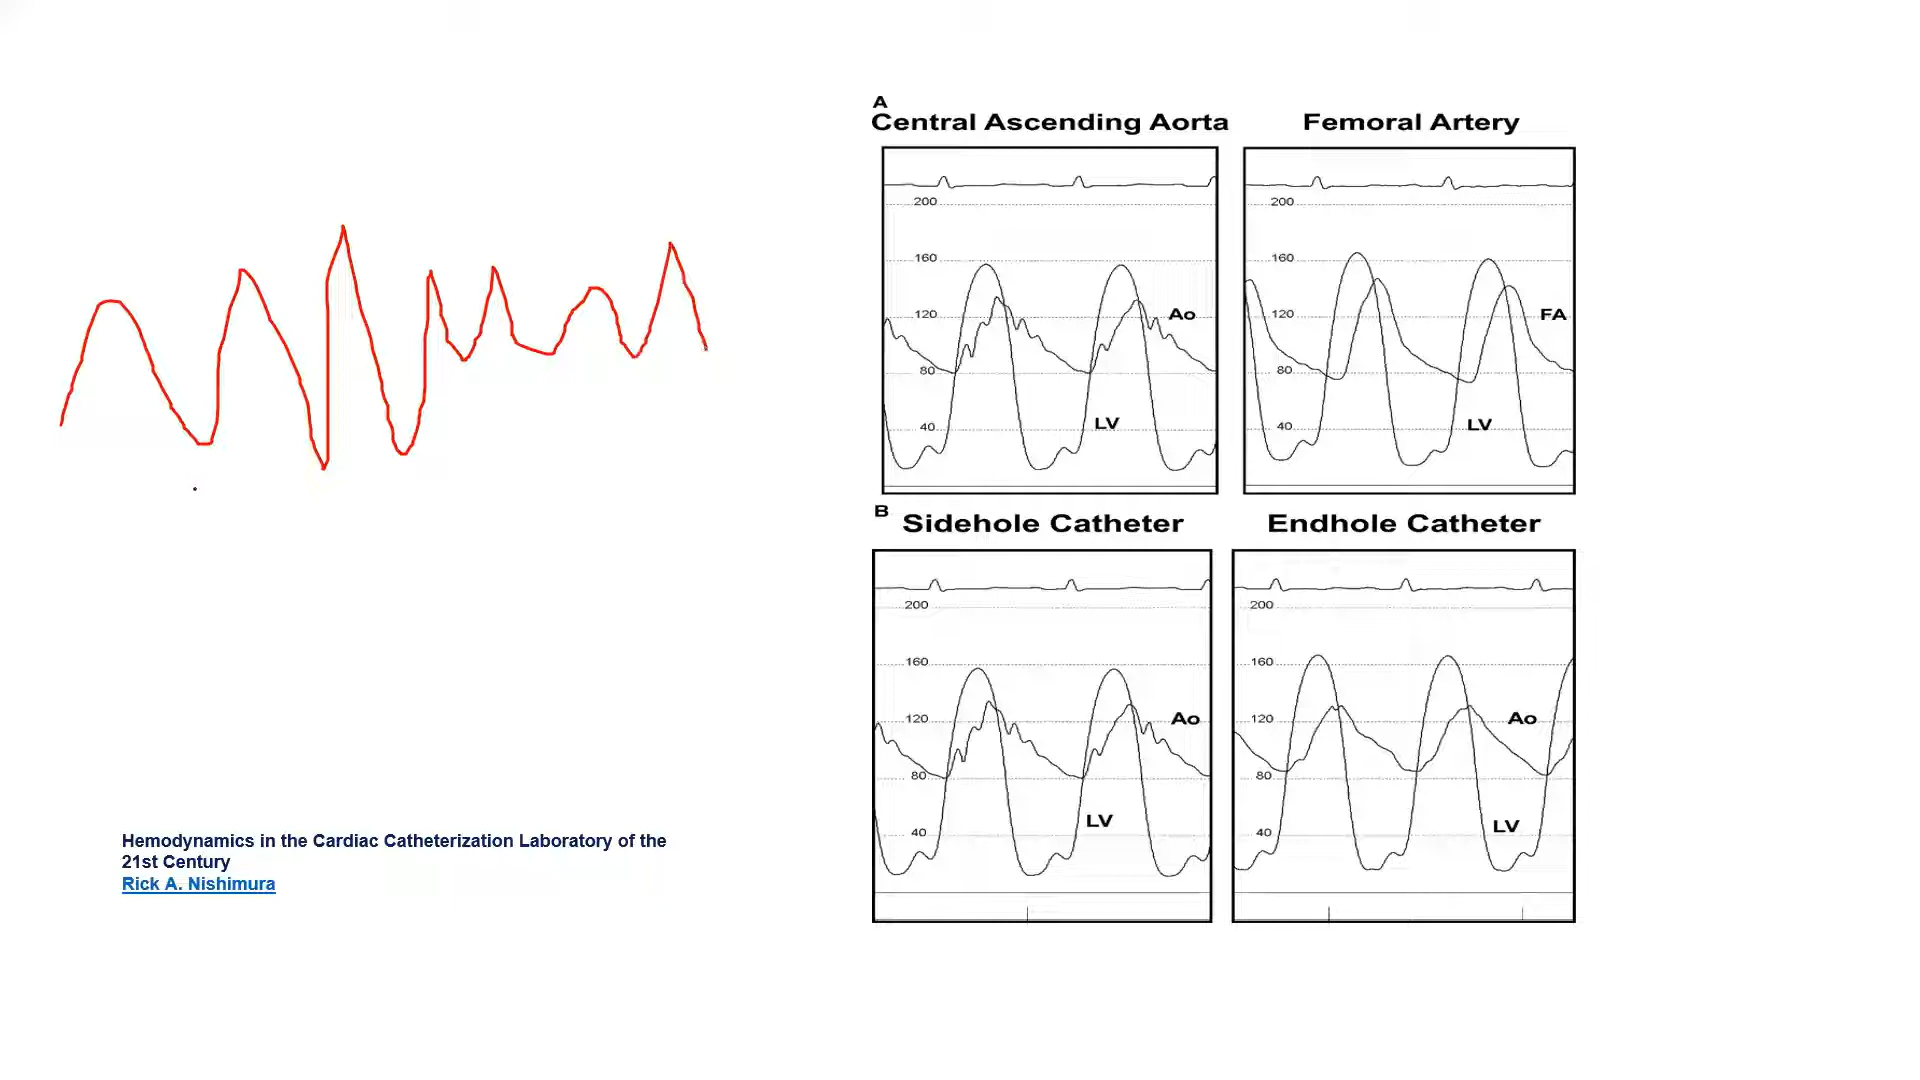 A
Central Ascending Aorta
Femoral Artery
200
160
120
80
40
Ao
LV
200
160
120
80
40
FA
LV
B
Sidehole Catheter
Endhole Catheter
200
160
120
80
40
Ao
LV
200
160
120
80
40
Ao
LV
Hemodynamics in the Cardiac Catheterization Laboratory of the
21st Century
Rick A. Nishimura